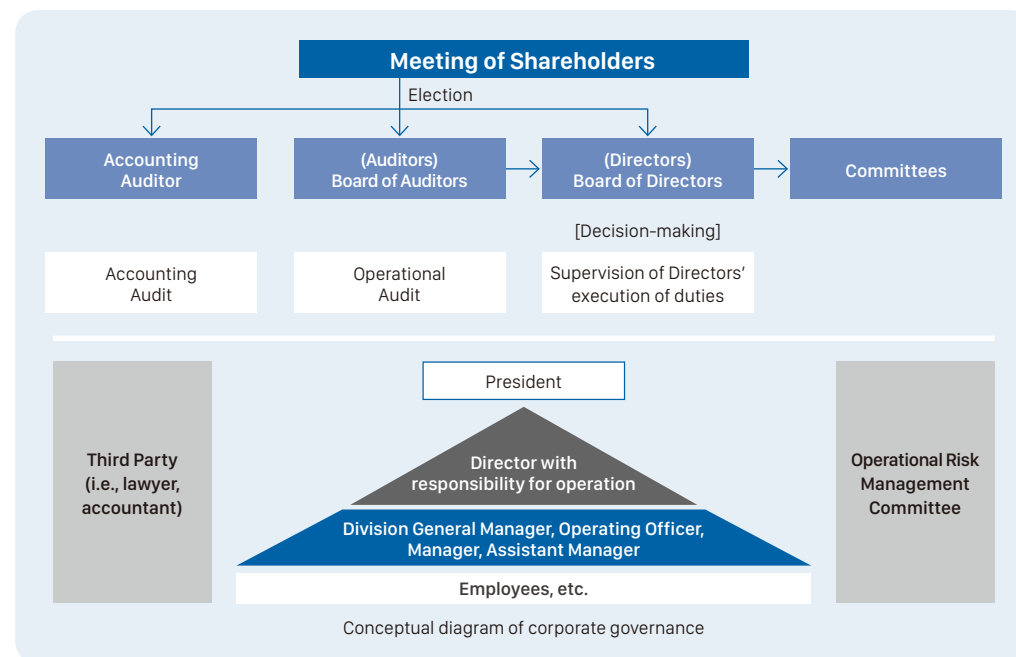 Meeting of Shareholders
Election
Accounting
Auditor
(Auditors)
Board of Auditors
(Directors)
Board of Directors
Committees
[Decision-making]
Accounting
Audit
Operational
Audit
Supervision of Directors'
execution of duties
President
Third Party
(i.e., lawyer,
accountant)
Director with
responsibility for operation
Division General Manager, Operating Officer,
Manager, Assistant Manager
Employees, etc.
Operational Risk
Management
Committee
Conceptual diagram of corporate governance